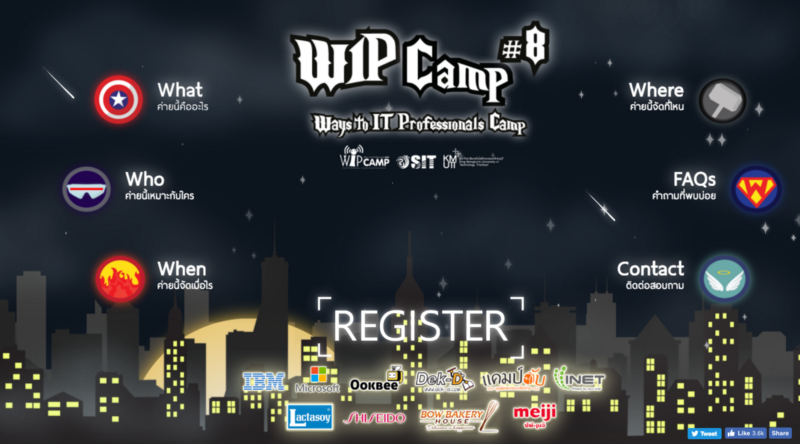 WIP Camp #8
Ways to IT Professionals Camp
WIPCAMP
SIT
KMUTT
What
ค่ายนี้คืออะไร
Who
ค่ายนี้เหมาะกับใคร
When
ค่ายนี้จัดเมื่อไร
Where
ค่ายนี้จัดที่ไหน
FAQs
คำถามที่พบบ่อย
Contact
ติดต่อสอบถาม
REGISTER
IBM
Microsoft
OOKBEE
Dek-D
แคมป์ฮับ
INET
Lactasoy
SHISEIDO
BOW BAKERY
HOUSE
meiji
Tweet
Like 3.6k
Share